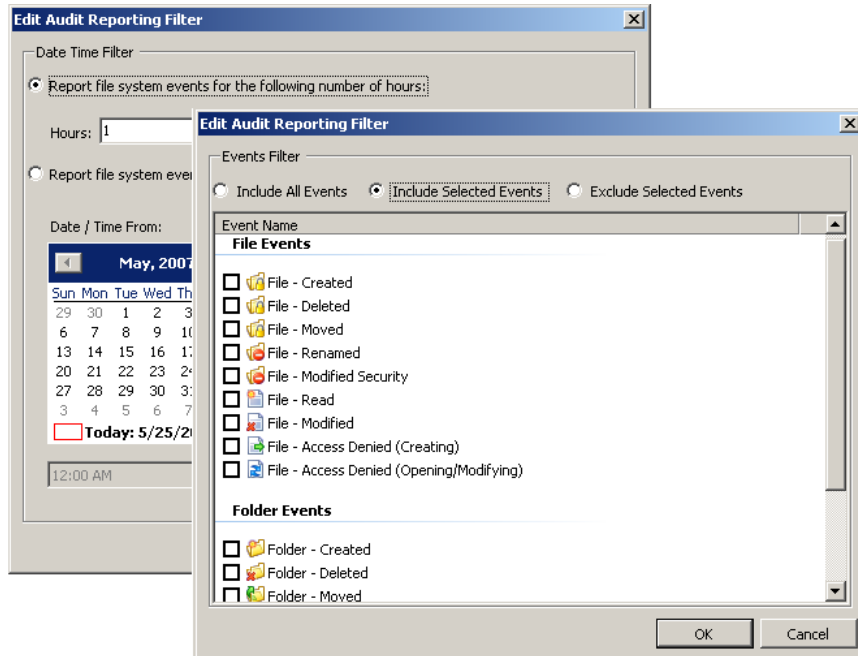 Edit Audit Reporting Filter
Date Time Filter
Report file system events for the following number of hours:
Hours: 1
Report file system
Date / Time From:
May, 2007
Sun Mon Tue Wed Th
29 30 1 2 3
6 7 8 9 10
13 14 15 16
20 21 22 23
27 28 29 30
3 4 5 6 7
Today: 5/25/2
12:00 AM
Edit Audit Reporting Filter
Events Filter
Include All Events Include Selected Events Exclude Selected Events
Event Name
File Events
File - Created
File - Deleted
File - Moved
File - Renamed
File - Modified Security
File - Read
File - Modified
File - Access Denied (Creating)
File - Access Denied (Opening/Modifying)
Folder Events
Folder - Created
Folder - Deleted
Folder - Moved
OK Cancel